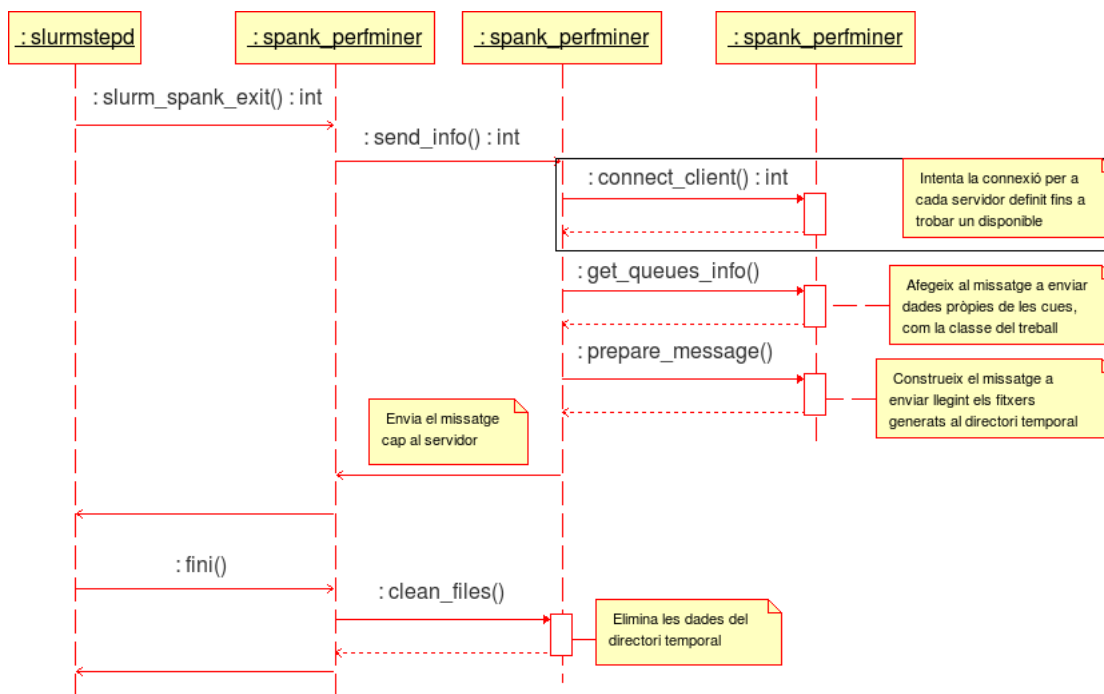 : slurmstepd
: spank_perfminer
: spank_perfminer
: spank_perfminer
: slurm_spank_exit() : int
: send_info() : int
: connect_client() : int
Intenta la connexió per a
cada servidor definit fins a
trobar un disponible
: get_queues_info()
Afegeix al missatge a enviar
dades pròpies de les cues,
com la classe del treball
: prepare_message()
Construeix el missatge a
enviar llegint els fitxers
generats al directori temporal
Envia el missatge
cap al servidor
: fini()
: clean_files()
Elimina les dades del
directori temporal